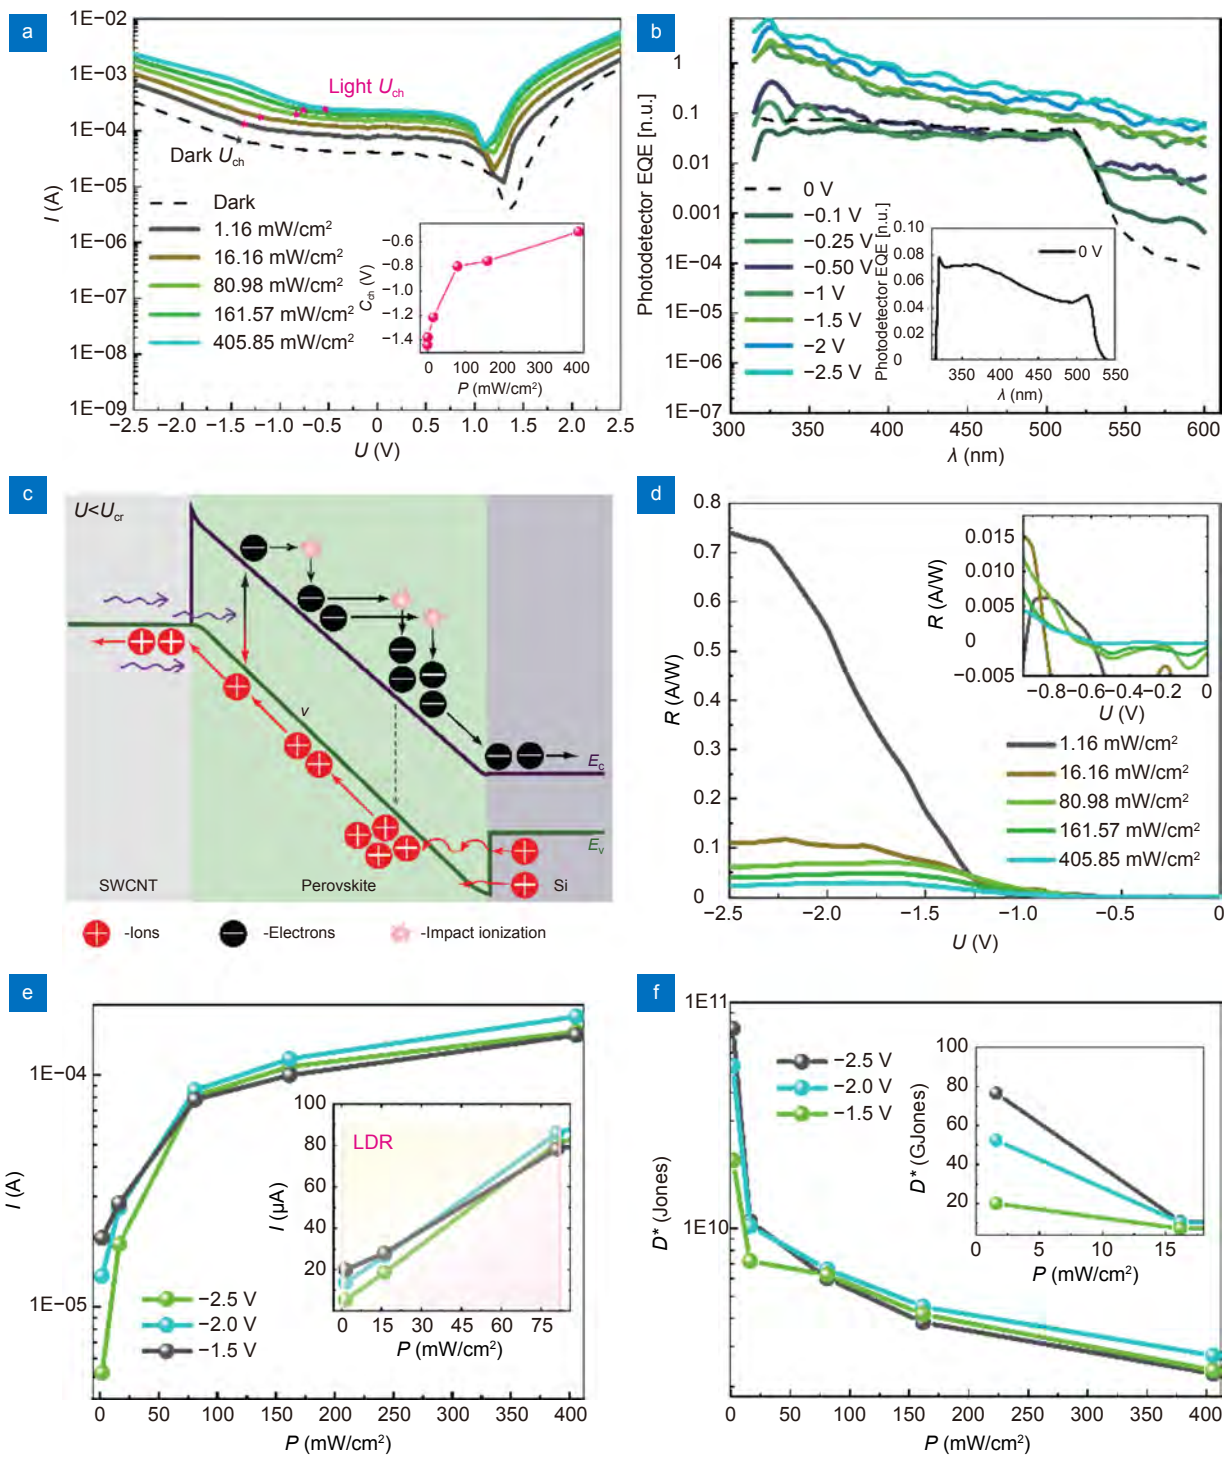 a
1E−02
1E−03
1E−04
1E−05
1E−06
1E−07
1E−08
1E−09
I (A)
Light Uch
Dark Uch
Dark
1.16 mW/cm²
16.16 mW/cm²
80.98 mW/cm²
161.57 mW/cm²
405.85 mW/cm²
−2.5 −2.0 −1.5 −1.0 −0.5 0 0.5 1.0 1.5 2.0 2.5
U (V)
−0.6
−0.8
−1.0
−1.2
−1.4
Cch (V)
0 100 200 300 400
P (mW/cm²)
b
1
0.1
0.01
0.001
1E−04
1E−05
1E−06
1E−07
Photodetector EQE [n.u.]
0 V
−0.1 V
−0.25 V
−0.50 V
−1 V
−1.5 V
−2 V
−2.5 V
300 350 400 450 500 550 600
λ (nm)
0.10
0.08
0.06
0.04
0.02
0
Photodetector EQE [n.u.]
0 V
350 400 450 500 550
λ (nm)
c
U<Ucr
v
Ec
Ev
SWCNT
Perovskite
Si
-Ions
-Electrons
-Impact ionization
d
0.8
0.7
0.6
0.5
0.4
0.3
0.2
0.1
0
R (A/W)
−2.5 −2.0 −1.5 −1.0 −0.5 0
U (V)
0.015
0.010
0.005
0
−0.005
R (A/W)
−0.8 −0.6 −0.4 −0.2 0
U (V)
1.16 mW/cm²
16.16 mW/cm²
80.98 mW/cm²
161.57 mW/cm²
405.85 mW/cm²
e
1E−04
1E−05
I (A)
−2.5 V
−2.0 V
−1.5 V
0 50 100 150 200 250 300 350 400
P (mW/cm²)
100
80
60
40
20
I (μA)
LDR
0 15 30 45 60 75
P (mW/cm²)
f
1E11
1E10
D* (Jones)
−2.5 V
−2.0 V
−1.5 V
0 50 100 150 200 250 300 350 400
P (mW/cm²)
100
80
60
40
20
D* (GJones)
0 5 10 15
P (mW/cm²)